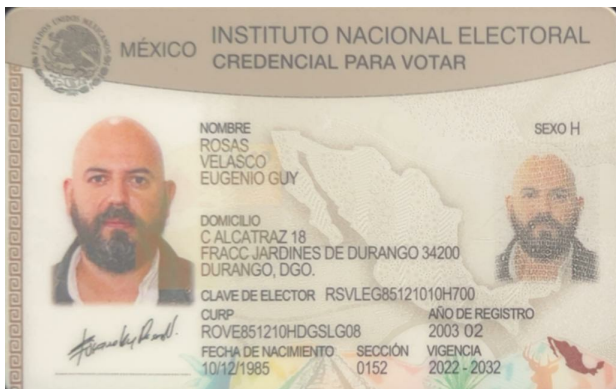 MÉXICO
INSTITUTO NACIONAL ELECTORAL
CREDENCIAL PARA VOTAR
NOMBRE
SEXO H
ROSAS
VELASCO
EUGENIO GUY
DOMICILIO
C ALCATRAZ 18
FRACC JARDINES DE DURANGO 34200
DURANGO, DGO.
CLAVE DE ELECTOR RSVLEG85121010H700
CURP
AÑO DE REGISTRO
ROVE851210HDGSLG08
2003 02
FECHA DE NACIMIENTO SECCIÓN VIGENCIA
10/12/1985 0152 2022 - 2032